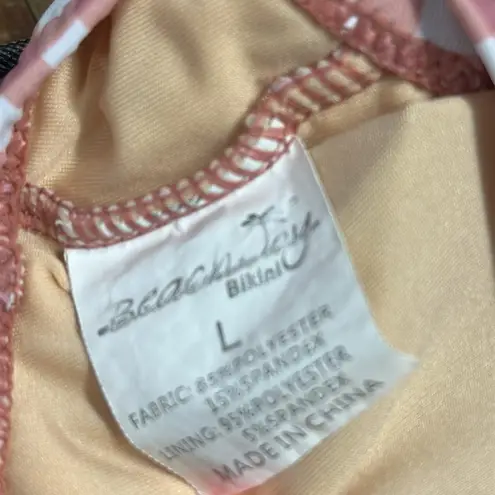 Beach Joy
Bikini
L
FABRIC: 85%POLYESTER
15%SPANDEX
LINING: 95%POLYESTER
5%SPANDEX
MADE IN CHINA